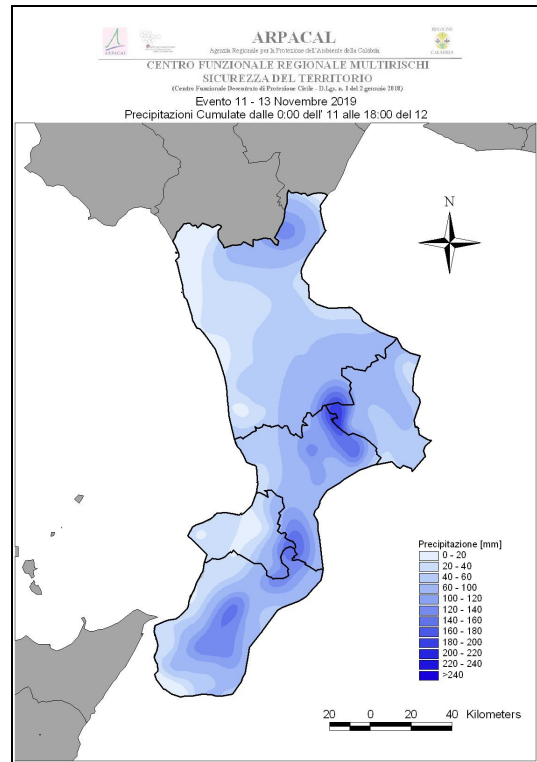 ARPACAL
Agenzia Regionale per la Protezione dell'Ambiente della Calabria
ARPACAL
REGIONE
CALABRIA
CENTRO FUNZIONALE REGIONALE MULTIRISCHI
SICUREZZA DEL TERRITORIO
(Centro Funzionale Decentrato di Protezione Civile - D.Lgs. n. 1 del 2 gennaio 2018)
Evento 11 - 13 Novembre 2019
Precipitazioni Cumulate dalle 0:00 dell' 11 alle 18:00 del 12
N
Precipitazione [mm]
0 - 20
20 - 40
40 - 60
60 - 100
100 - 120
120 - 140
140 - 160
160 - 180
180 - 200
200 - 220
220 - 240
>240
20 0 20 40 Kilometers